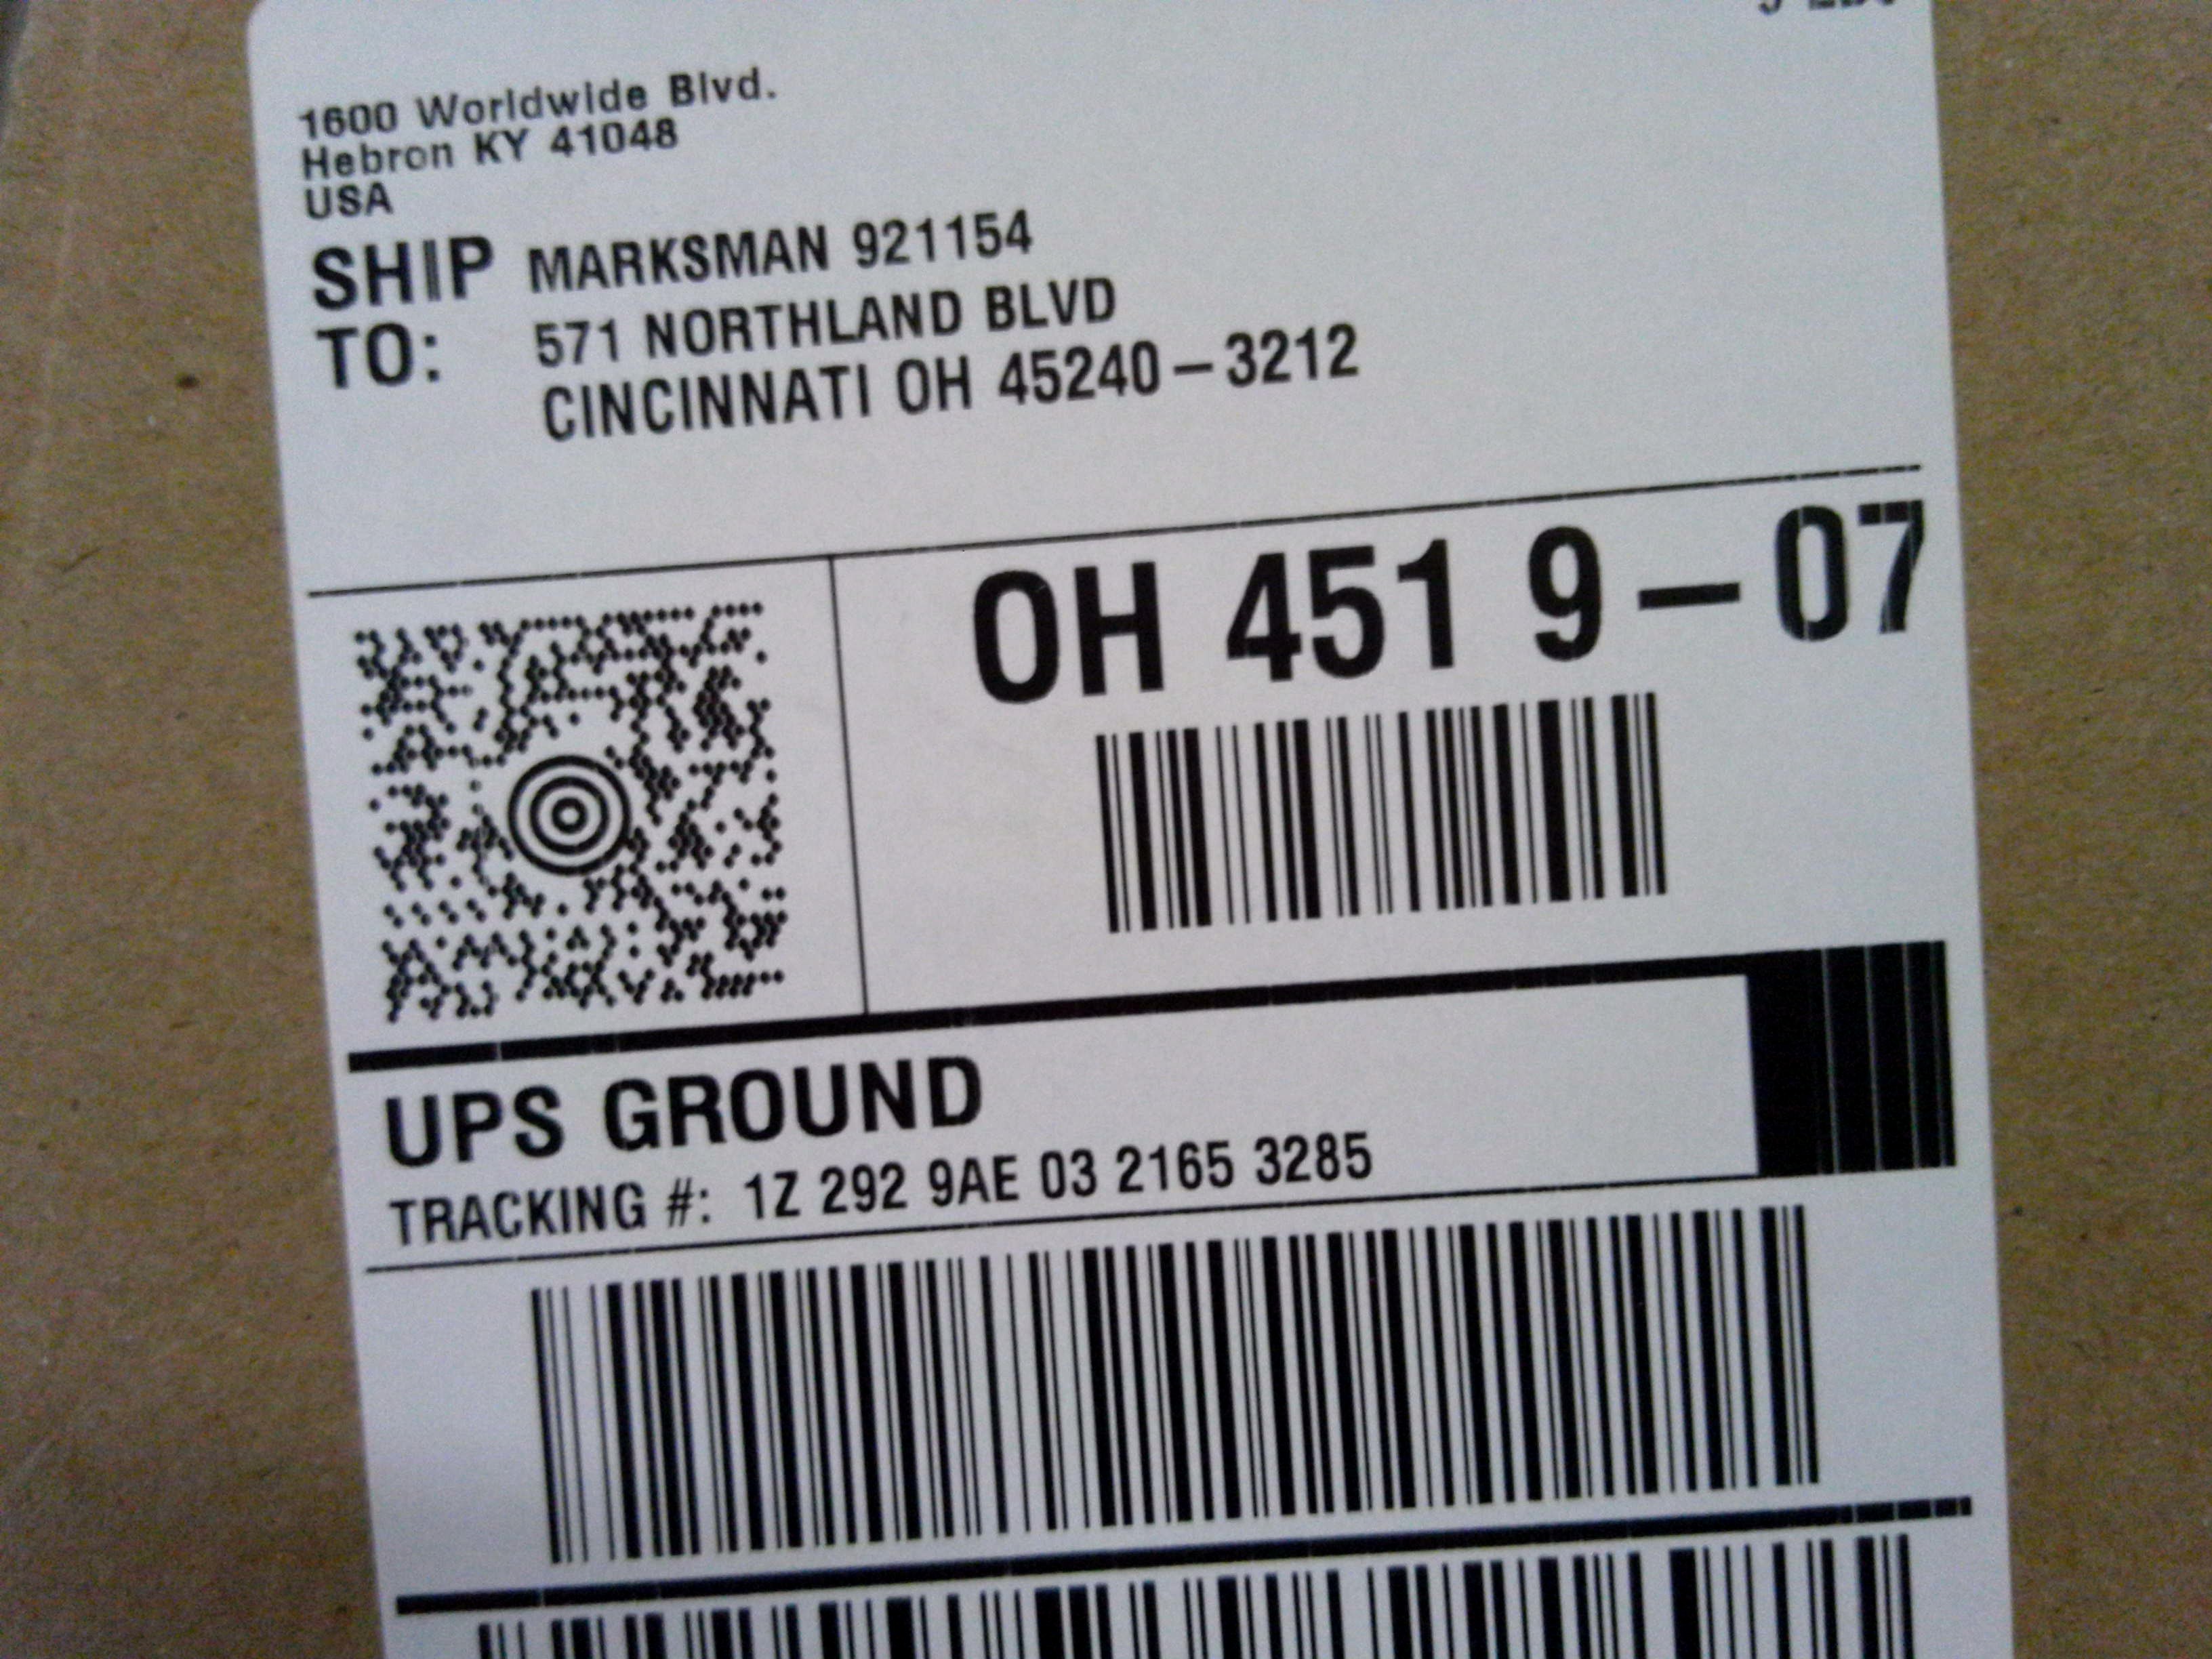 1600 Worldwide Blvd.
Hebron KY 41048
USA
SHIP TO: MARKSMAN 921154
571 NORTHLAND BLVD
CINCINNATI OH 45240-3212
OH 451 9-07
UPS GROUND
TRACKING #: 1Z 292 9AE 03 2165 3285